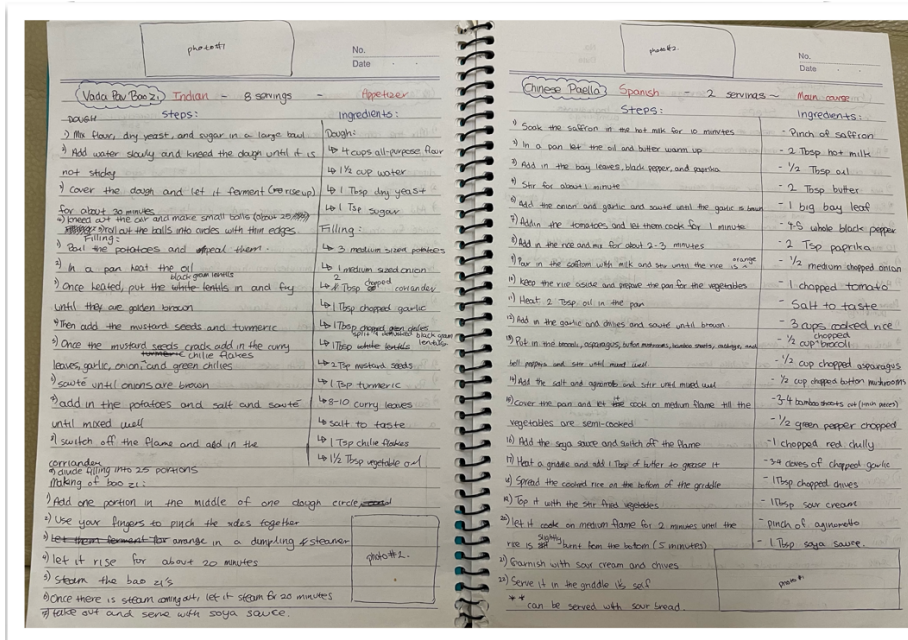 photo#1
No.
Date
Vada Pav Bao Zi Indian ~ 8 servings - Appetizer
DOUGH Steps:
1) Mix flour, dry yeast, and sugar in a large bowl
2) Add water slowly and kneed the dough until it is
not sticky
3) cover the dough and let it ferment (rise up)
for about 30 minutes
4) kneed out the air and make small balls (about 25)
roll out the balls into circles with thin edges.
Filling:
1) boil the potatoes and peal them.
2) In a pan heat the oil
3) Once heated, put the black gram lentils in and fry
until they are golden brown
4) Then add the mustard seeds and turmeric
5) Once the mustard seeds crack add in the curry
leaves, garlic, onion, and green chillies chilie flakes
sauté until onions are brown
add in the potatoes and salt and sauté
until mixed well
switch off the flame and add in the
corriander
divide filling into 25 portions
Making of bao zi:
1) Add one portion in the middle of one dough circle
2) Use your fingers to pinch the sides together
3) arange in a dumpling steamer
4) let it rise for about 20 minutes
5) steam the bao zi's
6) Once there is steam coming out, let it steam for 20 minutes
7) take out and serve with soya sauce.
Ingredients:
Dough:
↳ 4 cups all-purpose flour
↳ 1½ cup water
↳ 1 Tbsp dry yeast
↳ 1 Tsp sugar
Filling:
↳ 3 medium sized potatoes
↳ 1 medium sized onion
↳ 2 Tbsp chopped corriander
↳ 1 Tbsp chopped garlic
↳ 1 Tbsp chopped green chilies
↳ 1 Tbsp split & dehusked black gram lentils
↳ 2 Tsp mustard seeds
↳ 1 Tsp turmeric
↳ 8-10 curry leaves
↳ salt to taste
↳ 1 Tsp chilie flakes
↳ 1½ Tbsp vegetable oil
photo#2.
photo#2.
No.
Date
Chinese Paella Spanish - 2 servings ~ Main course
Steps:
1) Soak the saffron in the hot milk for 10 minutes
2) In a pan let the oil and butter warm up
3) Add in the bay leaves, black pepper, and paprika
4) Stir for about 1 minute
6) Add the onion and garlic and sauté until the garlic is brown
7) Add in the tomatoes and let them cook for 1 minute
8) Add in the rice and mix for about 2-3 minutes
9) Pour in the saffron with milk and stir until the rice is orange
10) Keep the rice aside and prepare the pan for the vegetables
11) Heat 2 Tbsp oil in the pan
12) Add in the garlic and chives and sauté until brown
13) Put in the broccoli, asparagus, button mushrooms, bamboo shoots, and
bell peppers and stir until mixed well
14) Add the salt and aginomoto and stir until mixed well
15) Cover the pan and let it cook on medium flame till the
vegetables are semi-cooked
16) Add the soya sauce and switch off the flame
17) Heat a griddle and add 1 Tbsp of butter to grease it
18) Spread the cooked rice on the bottom of the griddle
19) Top it with the stir fried vegetables
20) let it cook on medium flame for 2 minutes until the
rice is slightly burnt from the bottom (5 minutes)
21) Garnish with sour cream and chives
22) Serve it in the griddle it's self
** can be served with sour bread.
Ingredients:
- Pinch of saffron
- 2 Tbsp hot milk
- ½ Tbsp oil
- 2 Tbsp butter
- 1 big bay leaf
- 4-5 whole black pepper
- 2 Tsp paprika
- ½ medium chopped onion
- 1 chopped tomato
- Salt to taste
- 3 cups cooked rice
- ½ cup chopped brocoli
- ½ cup chopped asparagus
- ½ cup chopped button mushrooms
- 3-4 bamboo shoots cut (1 inch pieces)
- ½ green pepper chopped
- 1 chopped red chilly
- 3-4 cloves of chopped garlic
- 1 Tbsp chopped chives
- 1 Tbsp sour cream
- pinch of aginomoto
- 1 Tbsp soya sauce.